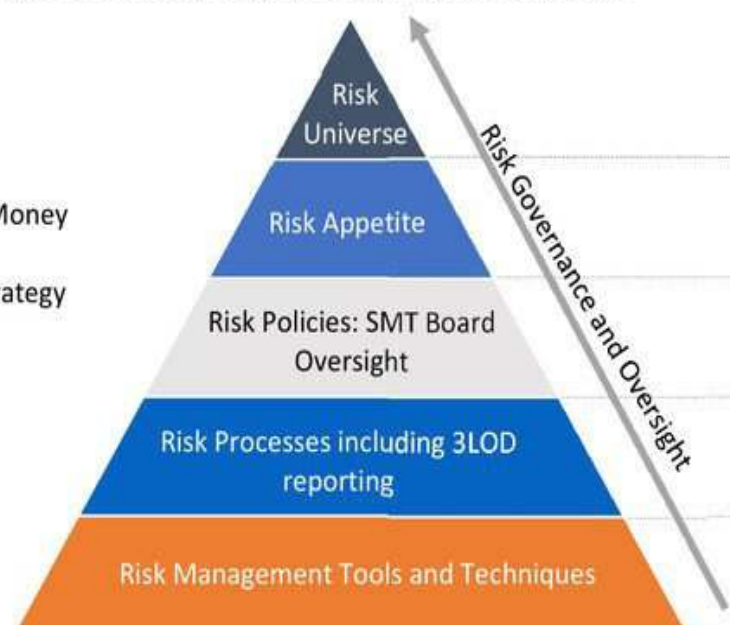 Risk
Universe
Risk Governance and Oversight
Money
Risk Appetite
Risk Policies: SMT Board
Oversight
Risk Processes including 3LOD
reporting
Risk Management Tools and Techniques